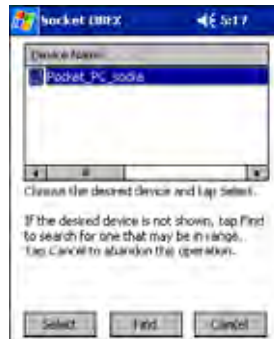 Socket OBEX 5:17
Device Name
Pocket_PC_socke
Choose the desired device and tap Select.
If the desired device is not shown, tap Find
to search for one that may be in range.
Tap Cancel to abandon this operation.
Select Find Cancel